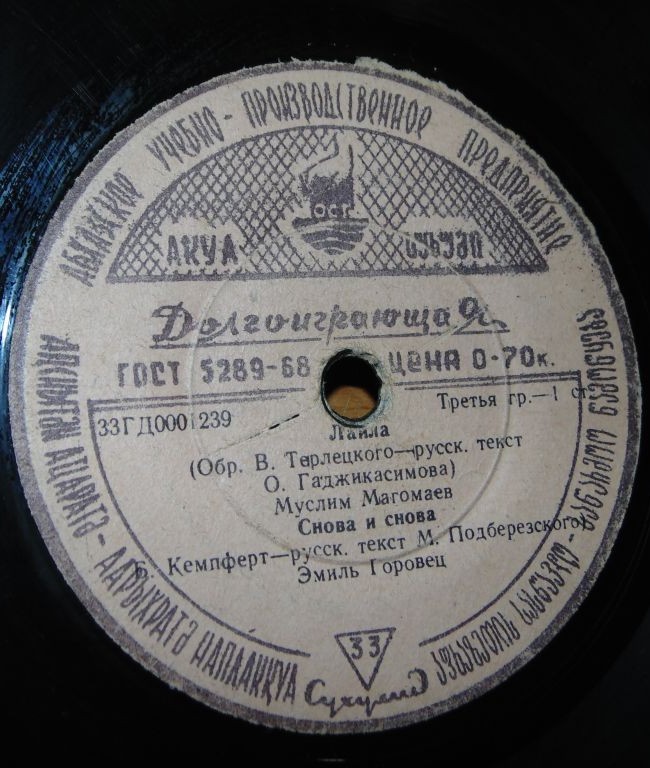 АБХАЗСКОЕ УЧЕБНО-ПРОИЗВОДСТВЕННОЕ ПРЕДПРИЯТИЕ
ОСГ
АКУА
Долгоиграющая
ГОСТ 5289-68 ЦЕНА 0-70к.
33ГД0001239
Третья гр.—1 ст
Лайла
(Обр. В. Терлецкого—русск. текст
О. Гаджикасимова)
Муслим Магомаев
Снова и снова
Кемпферт—русск. текст М. Подберезского)
Эмиль Горовец
33
Сухуми